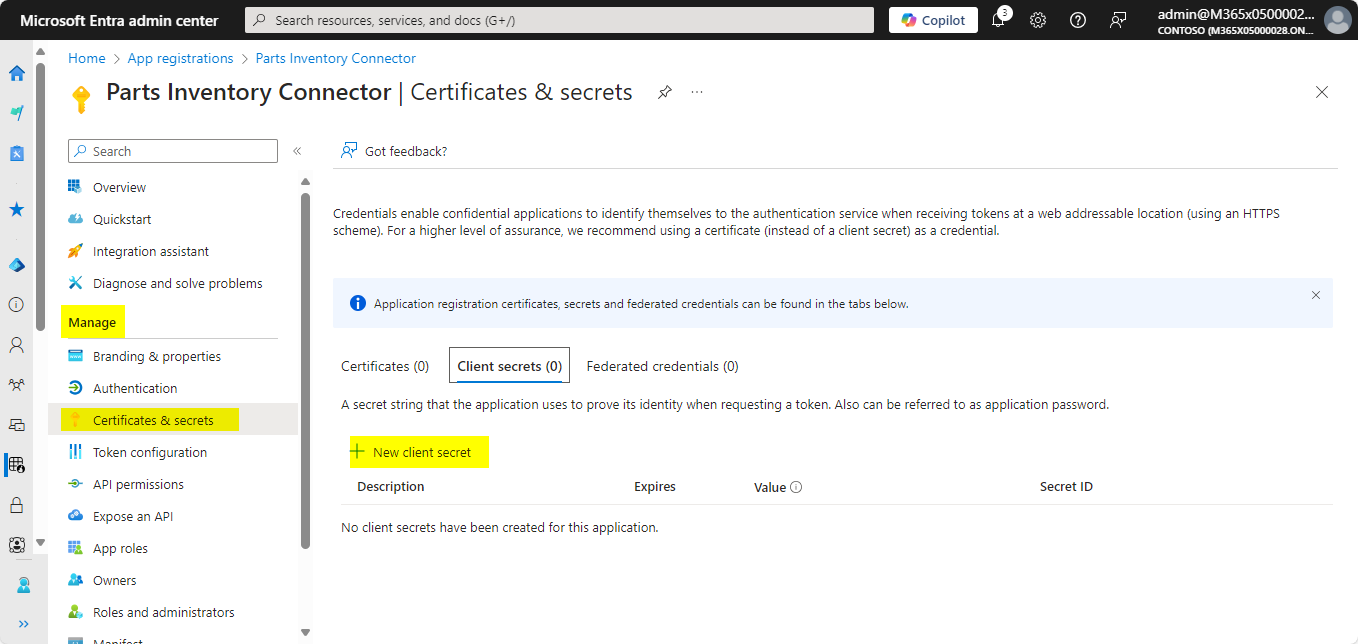 Microsoft Entra admin center
Search resources, services, and docs (G+/)
Copilot
3
admin@M365x0500002...
CONTOSO (M365X05000028.ON...
Home > App registrations > Parts Inventory Connector
Parts Inventory Connector | Certificates & secrets
Search
Got feedback?
Overview
Quickstart
Integration assistant
Diagnose and solve problems
Manage
Branding & properties
Authentication
Certificates & secrets
Token configuration
API permissions
Expose an API
App roles
Owners
Roles and administrators
Manifest
Credentials enable confidential applications to identify themselves to the authentication service when receiving tokens at a web addressable location (using an HTTPS
scheme). For a higher level of assurance, we recommend using a certificate (instead of a client secret) as a credential.
Application registration certificates, secrets and federated credentials can be found in the tabs below.
Certificates (0) Client secrets (0) Federated credentials (0)
A secret string that the application uses to prove its identity when requesting a token. Also can be referred to as application password.
New client secret
Description Expires Value Secret ID
No client secrets have been created for this application.